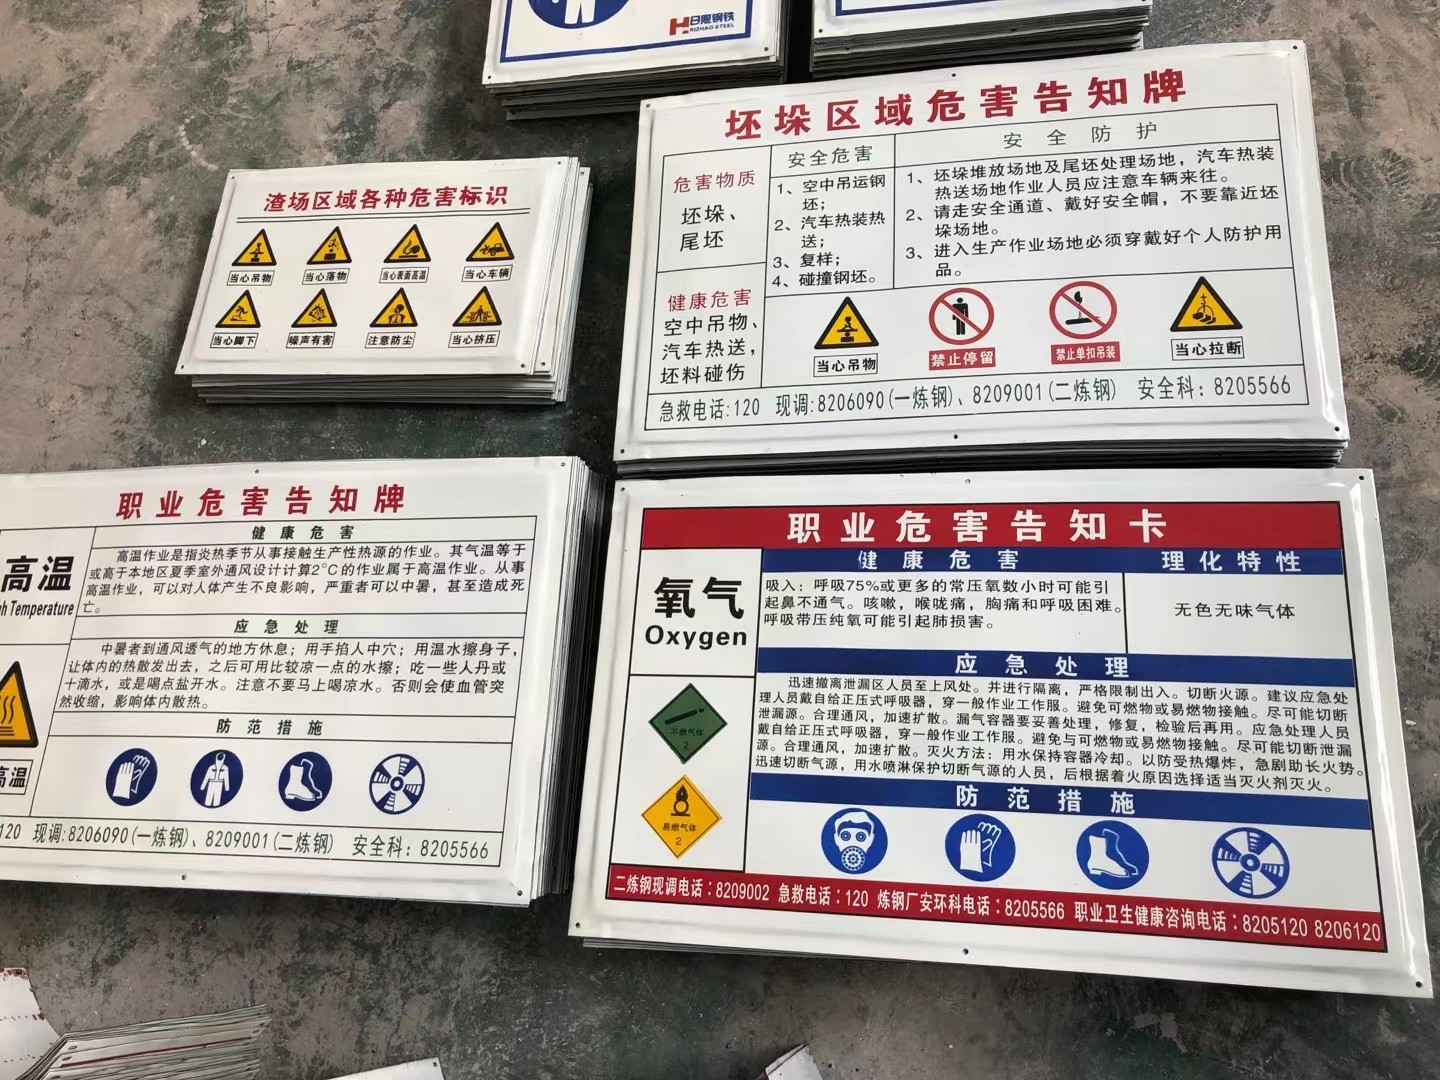 日照钢铁
RIZHAO STEEL
渣场区域各种危害标识
当心吊物
当心落物
当心表面高温
当心车辆
当心脚下
噪声有害
注意防尘
当心挤压
坯垛区域危害告知牌
危害物质
坯垛、
尾坯
健康危害
空中吊物、
汽车热送，
坯料碰伤
安全危害
1、空中吊运钢
坯；
2、汽车热装热
送；
3、复样；
4、碰撞钢坯。
安全防护
1、坯垛堆放场地及尾坯处理场地，汽车热装
热送场地作业人员应注意车辆来往。
2、请走安全通道、戴好安全帽，不要靠近坯
垛场地。
3、进入生产作业场地必须穿戴好个人防护用
品。
当心吊物
禁止停留
禁止单扣吊装
当心拉断
急救电话：120 现调：8206090(一炼钢)、8209001(二炼钢) 安全科：8205566
职业危害告知牌
高温
gh Temperature
高温
健康危害
高温作业是指炎热季节从事接触生产性热源的作业。其气温等于
或高于本地区夏季室外通风设计计算2°C的作业属于高温作业。从事
高温作业，可以对人体产生不良影响，严重者可以中暑，甚至造成死
亡。
应急处理
中暑者到通风透气的地方休息；用手掐人中穴；用温水擦身子，
让体内的热散发出去，之后可用比较凉一点的水擦；吃一些人丹或
十滴水，或是喝点盐开水。注意不要马上喝凉水。否则会使血管突
然收缩，影响体内散热。
防范措施
120 现调：8206090(一炼钢)、8209001(二炼钢) 安全科：8205566
职业危害告知卡
氧气
Oxygen
不燃气体
2
易燃气体
2
健康危害
吸入：呼吸75%或更多的常压氧数小时可能引
起鼻不通气。咳嗽，喉咙痛，胸痛和呼吸困难。
呼吸带压纯氧可能引起肺损害。
理化特性
无色无味气体
应急处理
迅速撤离泄漏区人员至上风处。并进行隔离，严格限制出入。切断火源。建议应急处
理人员戴自给正压式呼吸器，穿一般作业工作服。避免可燃物或易燃物接触。尽可能切断
泄漏源。合理通风，加速扩散。漏气容器要妥善处理，修复，检验后再用。应急处理人员
戴自给正压式呼吸器，穿一般作业工作服。避免与可燃物或易燃物接触。尽可能切断泄漏
源。合理通风，加速扩散。灭火方法：用水保持容器冷却。以防受热爆炸，急剧助长火势。
迅速切断气源，用水喷淋保护切断气源的人员，后根据着火原因选择适当灭火剂灭火。
防范措施
二炼钢现调电话：8209002 急救电话：120 炼钢厂安环科电话：8205566 职业卫生健康咨询电话：8205120 8206120